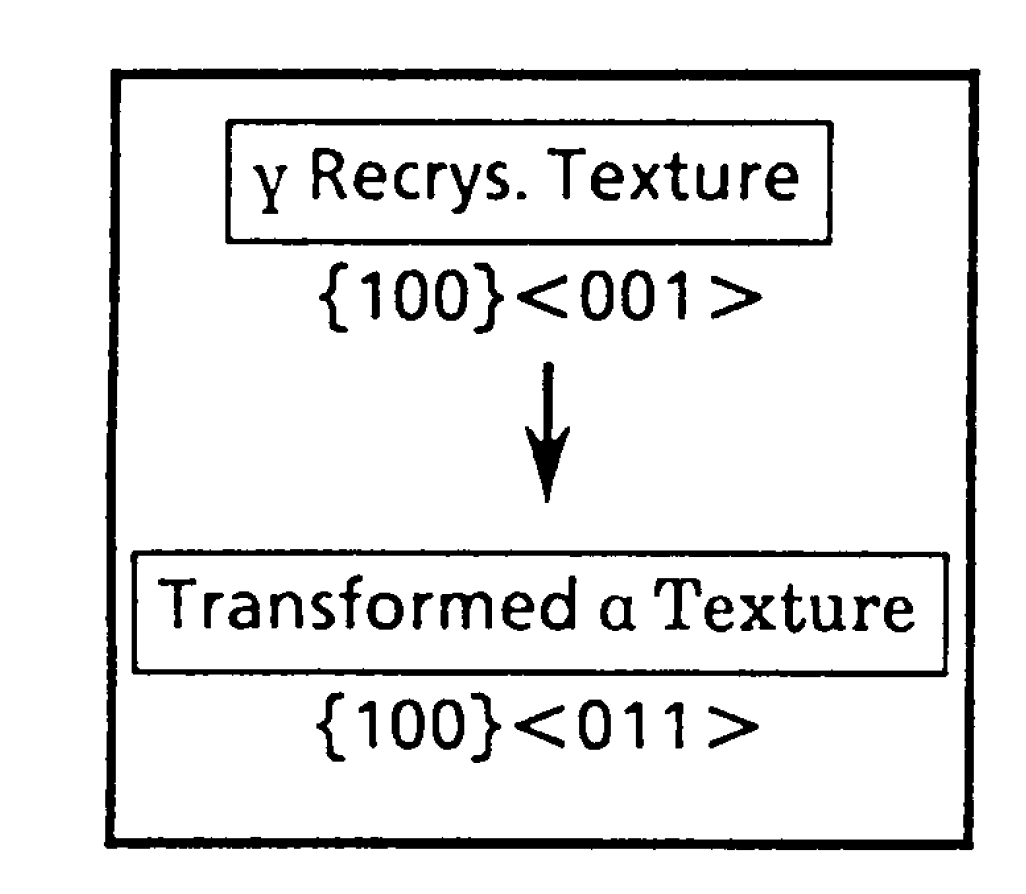 γ Recrys. Texture
{100}<001>
Transformed α Texture
{100}<011>